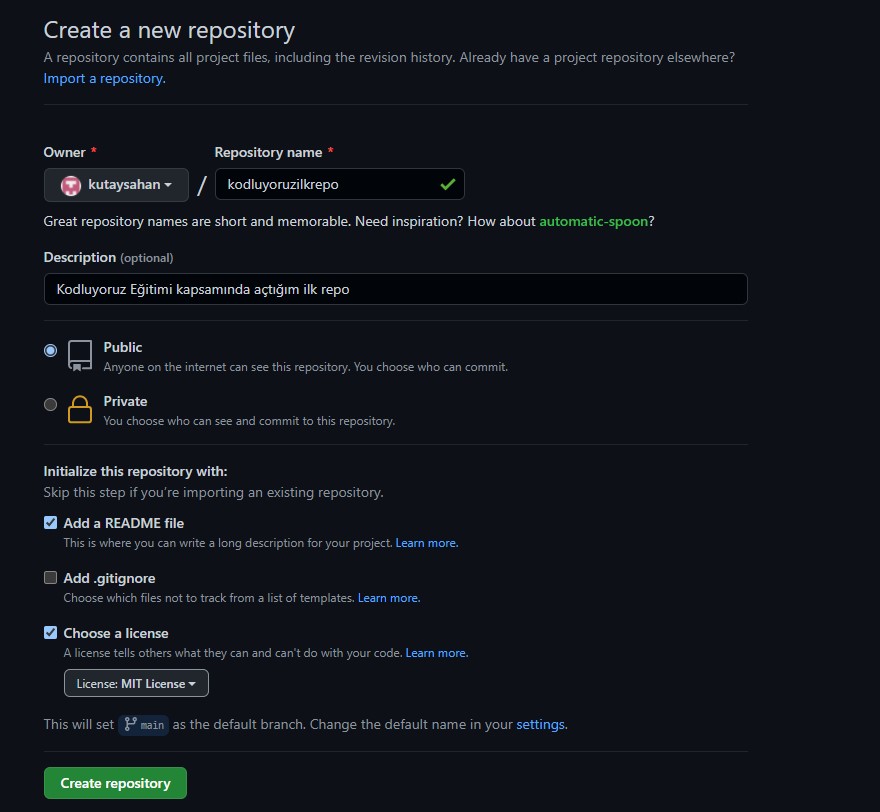 Create a new repository
A repository contains all project files, including the revision history. Already have a project repository elsewhere?
Import a repository.
Owner * Repository name *
kutaysahan / kodluyoruzilkrepo
Great repository names are short and memorable. Need inspiration? How about automatic-spoon?
Description (optional)
Kodluyoruz Eğitimi kapsamında açtığım ilk repo
Public
Anyone on the internet can see this repository. You choose who can commit.
Private
You choose who can see and commit to this repository.
Initialize this repository with:
Skip this step if you're importing an existing repository.
Add a README file
This is where you can write a long description for your project. Learn more.
Add .gitignore
Choose which files not to track from a list of templates. Learn more.
Choose a license
A license tells others what they can and can't do with your code. Learn more.
License: MIT License
This will set main as the default branch. Change the default name in your settings.
Create repository